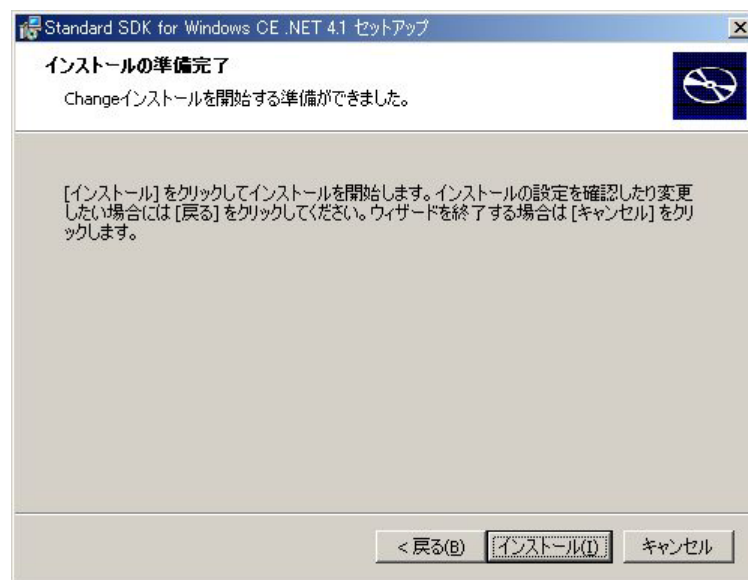 Standard SDK for Windows CE .NET 4.1 セットアップ
インストールの準備完了
Changeインストールを開始する準備ができました。
[インストール] をクリックしてインストールを開始します。インストールの設定を確認したり変更
したい場合には [戻る] をクリックしてください。ウィザードを終了する場合は [キャンセル] をクリ
ックします。
< 戻る(B) インストール(I) キャンセル